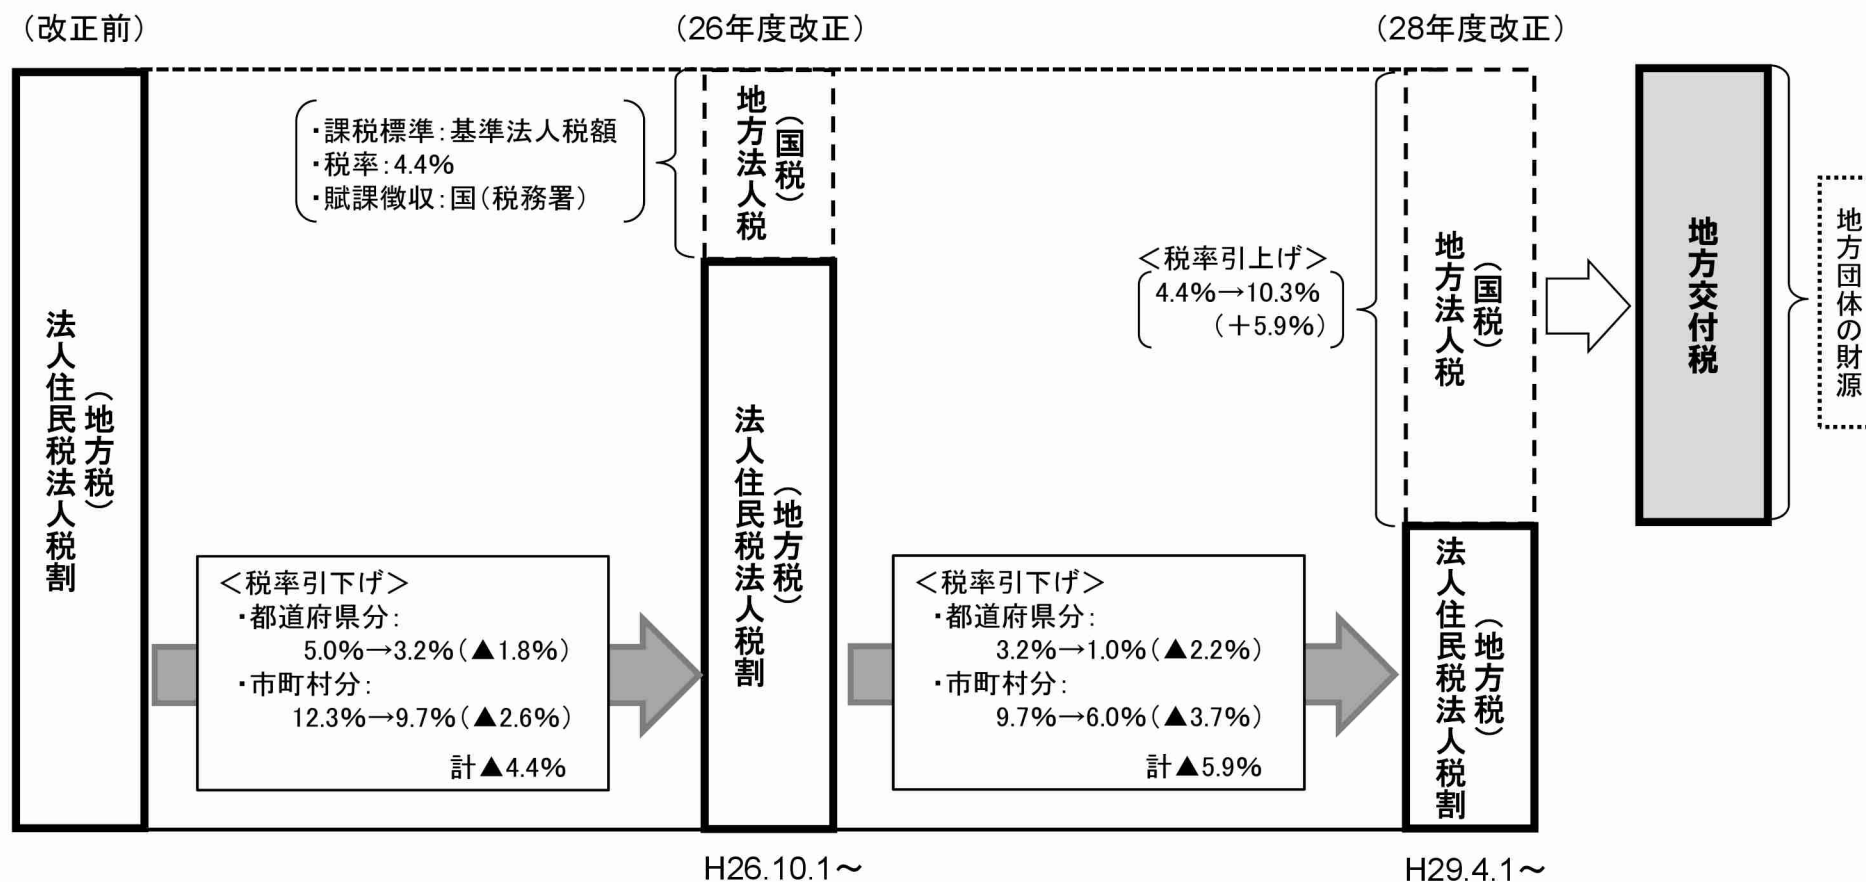 （改正前）
法人住民税法人税割
（地方税）
＜税率引下げ＞
・都道府県分：
5.0%→3.2%（▲1.8%）
・市町村分：
12.3%→9.7%（▲2.6%）
計▲4.4%
（26年度改正）
・課税標準：基準法人税額
・税率：4.4%
・賦課徴収：国（税務署）
地方法人税
（国税）
法人住民税法人税割
（地方税）
H26.10.1～
＜税率引下げ＞
・都道府県分：
3.2%→1.0%（▲2.2%）
・市町村分：
9.7%→6.0%（▲3.7%）
計▲5.9%
（28年度改正）
＜税率引上げ＞
4.4%→10.3%
（＋5.9%）
地方法人税
（国税）
法人住民税法人税割
（地方税）
H29.4.1～
地方交付税
地方団体の財源